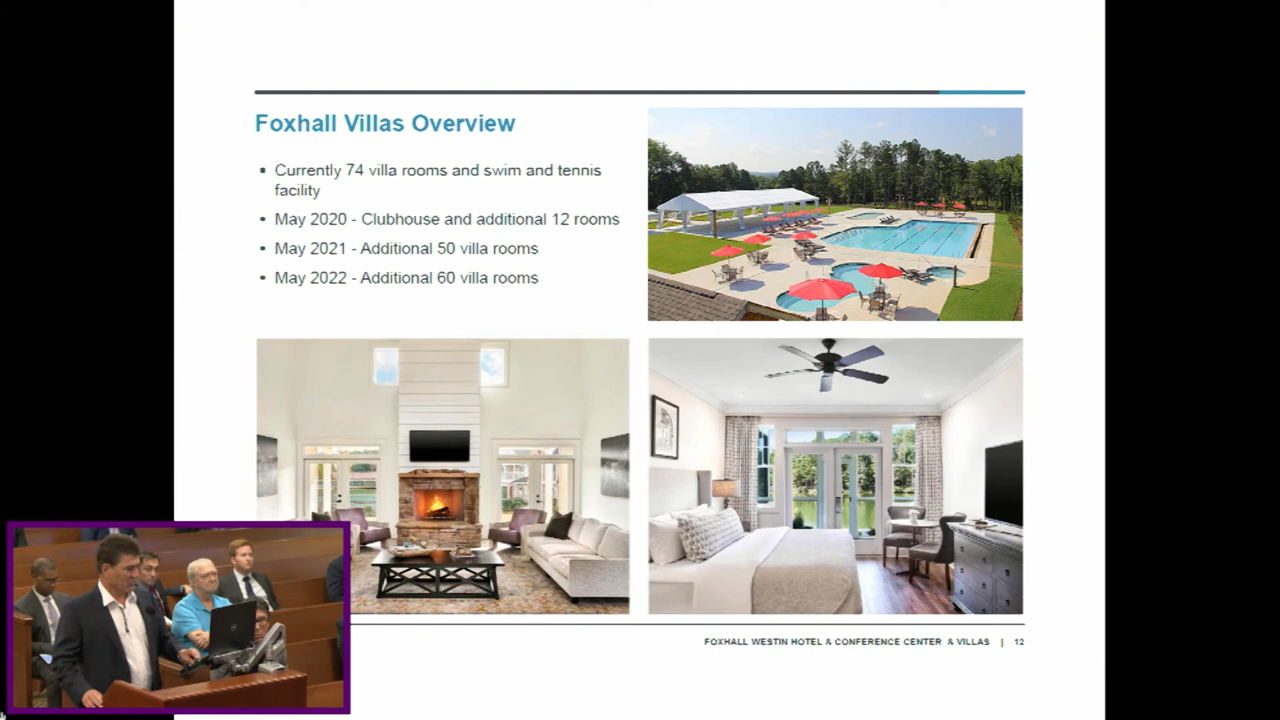 Foxhall Villas Overview
▪ Currently 74 villa rooms and swim and tennis
facility
▪ May 2020 - Clubhouse and additional 12 rooms
▪ May 2021 - Additional 50 villa rooms
▪ May 2022 - Additional 60 villa rooms
FOXHALL WESTIN HOTEL & CONFERENCE CENTER & VILLAS | 12